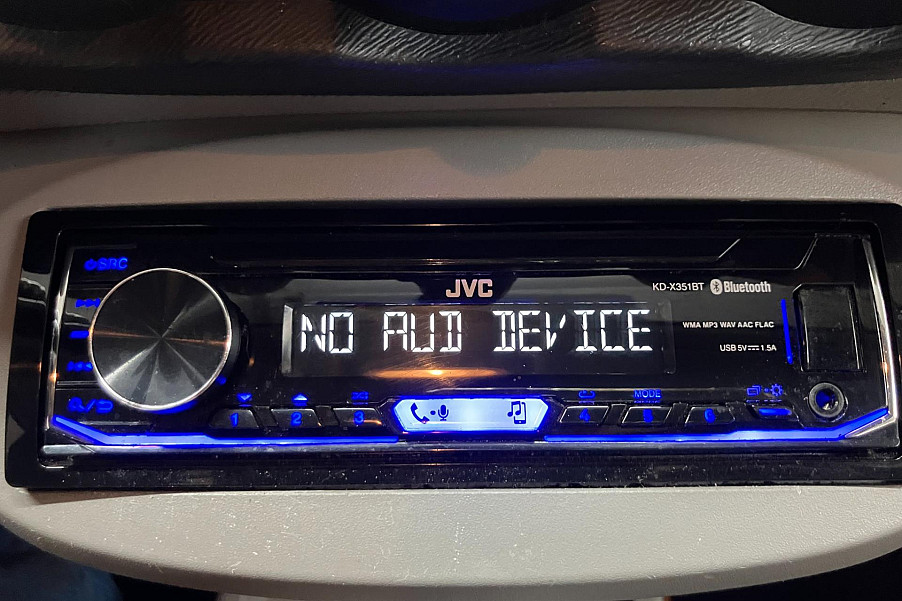 SRC
JVC
KD-X351BT Bluetooth
NO AUD DEVICE
WMA MP3 WAV AAC FLAC
USB 5V 1.5A
MODE
1 2 3 4 5 6